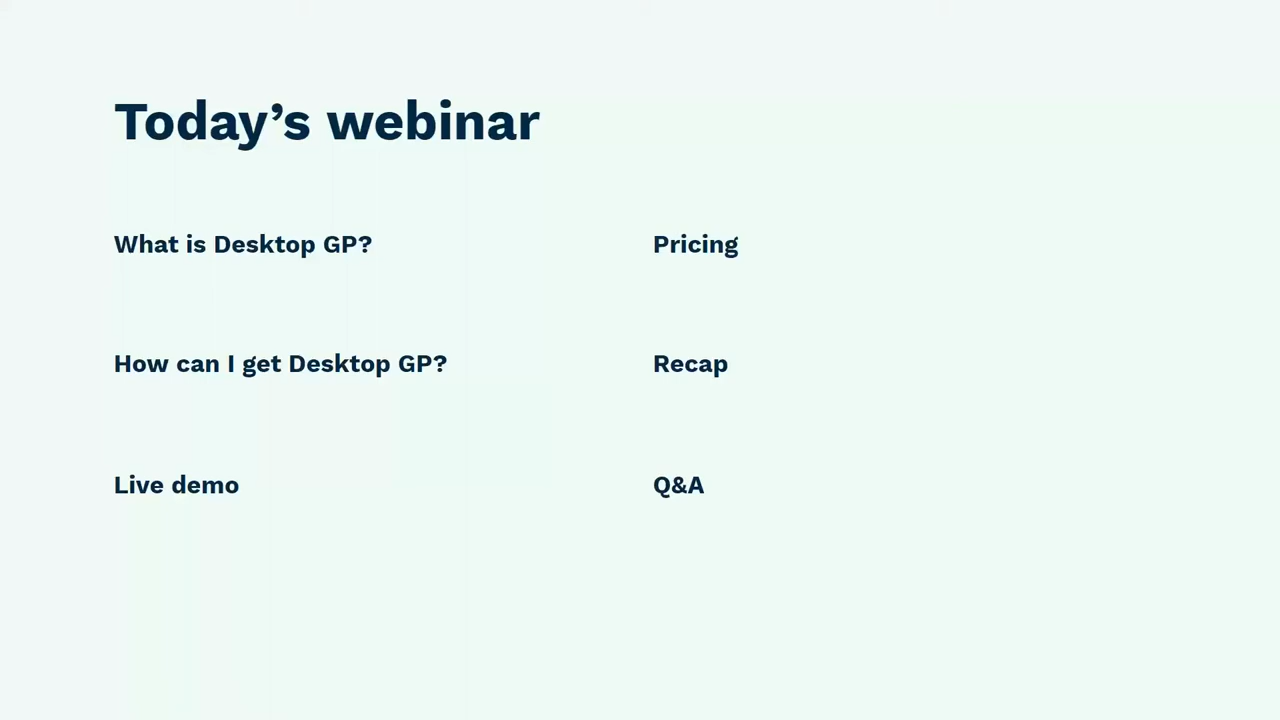 Today’s webinar
What is Desktop GP?
How can I get Desktop GP?
Live demo
Pricing
Recap
Q&A